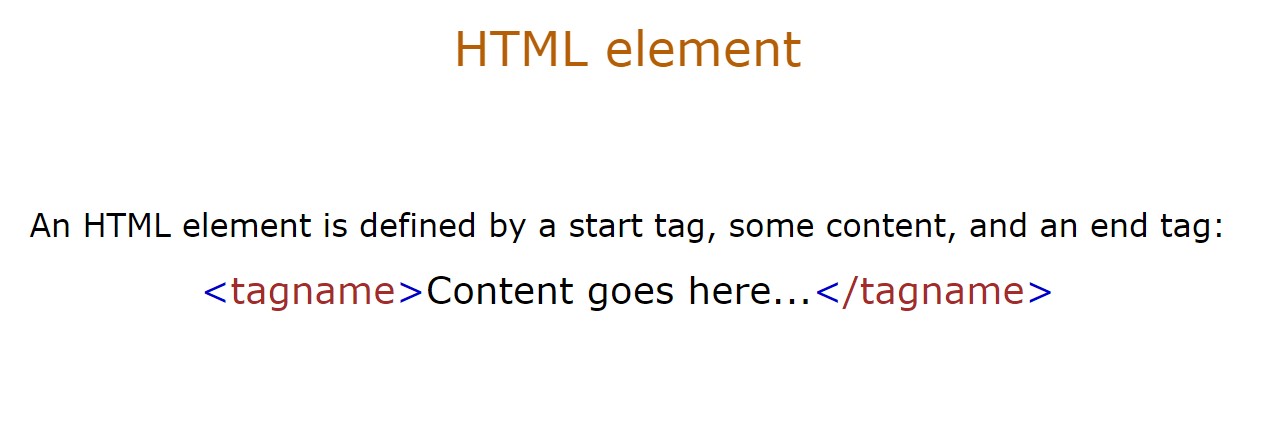 HTML element
An HTML element is defined by a start tag, some content, and an end tag:
<tagname>Content goes here...</tagname>